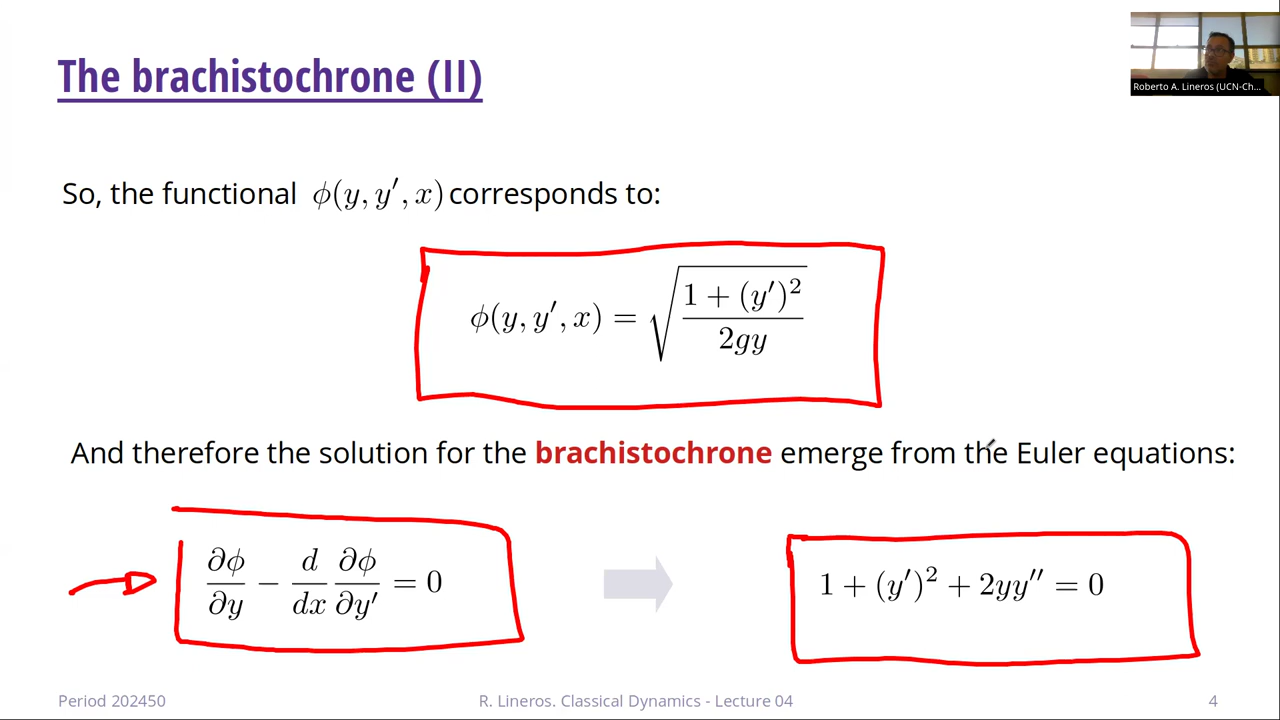 The brachistochrone (II)
Roberto A. Lineros (UCN-Ch...
So, the functional ϕ(y, y′, x) corresponds to:
ϕ(y, y′, x) = √((1 + (y′)²)/(2gy))
And therefore the solution for the brachistochrone emerge from the Euler equations:
∂ϕ/∂y − d/dx ∂ϕ/∂y′ = 0
1 + (y′)² + 2yy″ = 0
Period 202450
R. Lineros. Classical Dynamics - Lecture 04
4